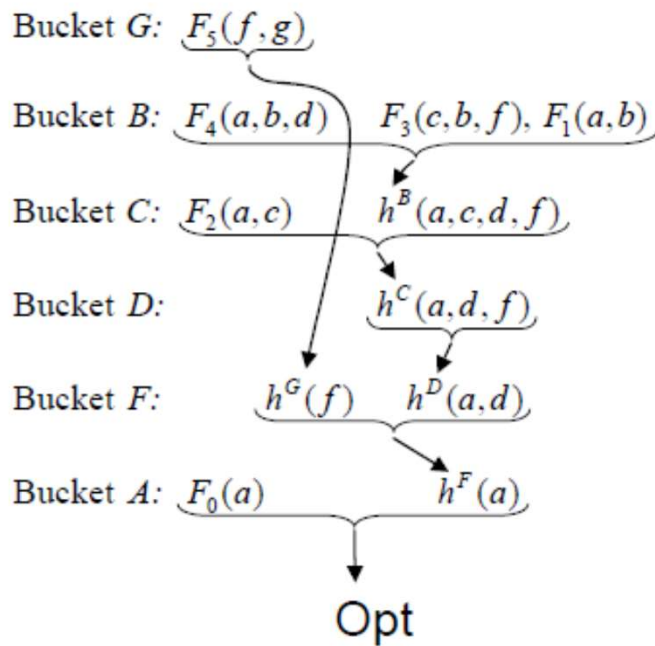 Bucket G: F₅(f,g)
Bucket B: F₄(a,b,d) F₃(c,b,f), F₁(a,b)
Bucket C: F₂(a,c) hᴮ(a,c,d,f)
Bucket D: hᶜ(a,d,f)
Bucket F: hᴳ(f) hᴰ(a,d)
Bucket A: F₀(a) hᶠ(a)
Opt